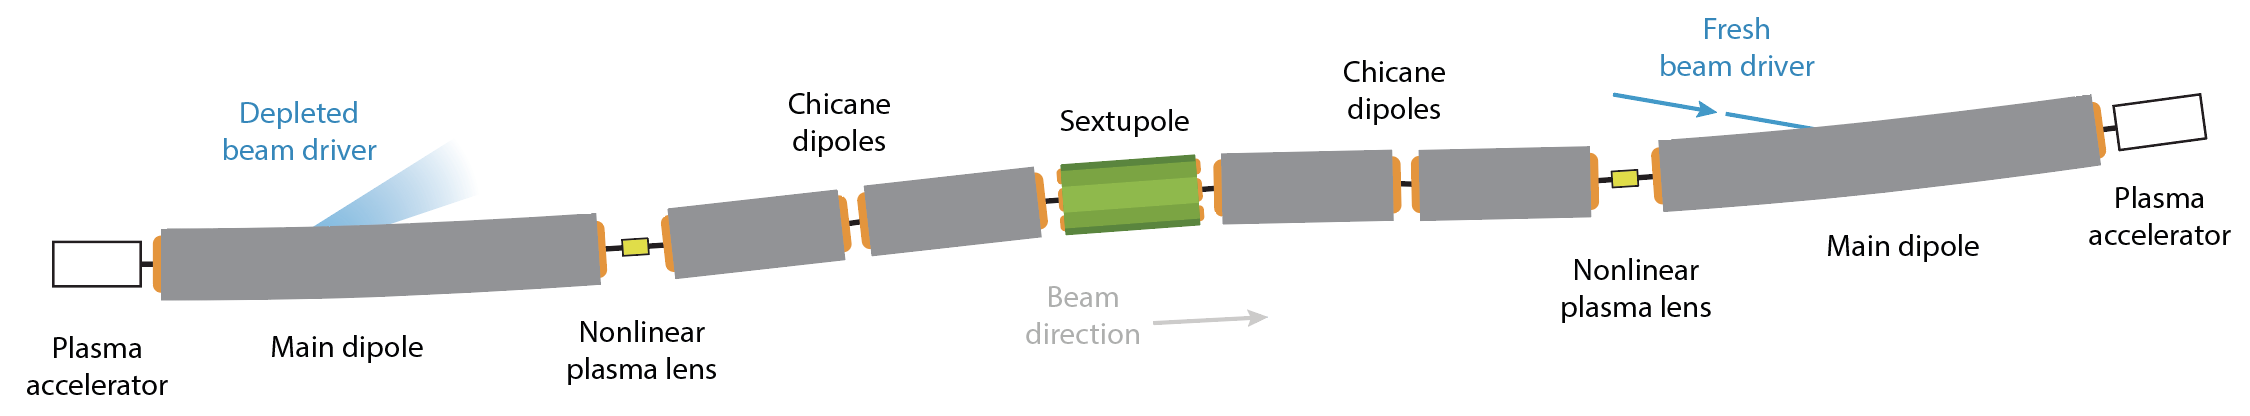 Depleted
beam driver
Chicane
dipoles
Sextupole
Chicane
dipoles
Fresh
beam driver
Plasma
accelerator
Main dipole
Nonlinear
plasma lens
Beam
direction
Nonlinear
plasma lens
Main dipole
Plasma
accelerator